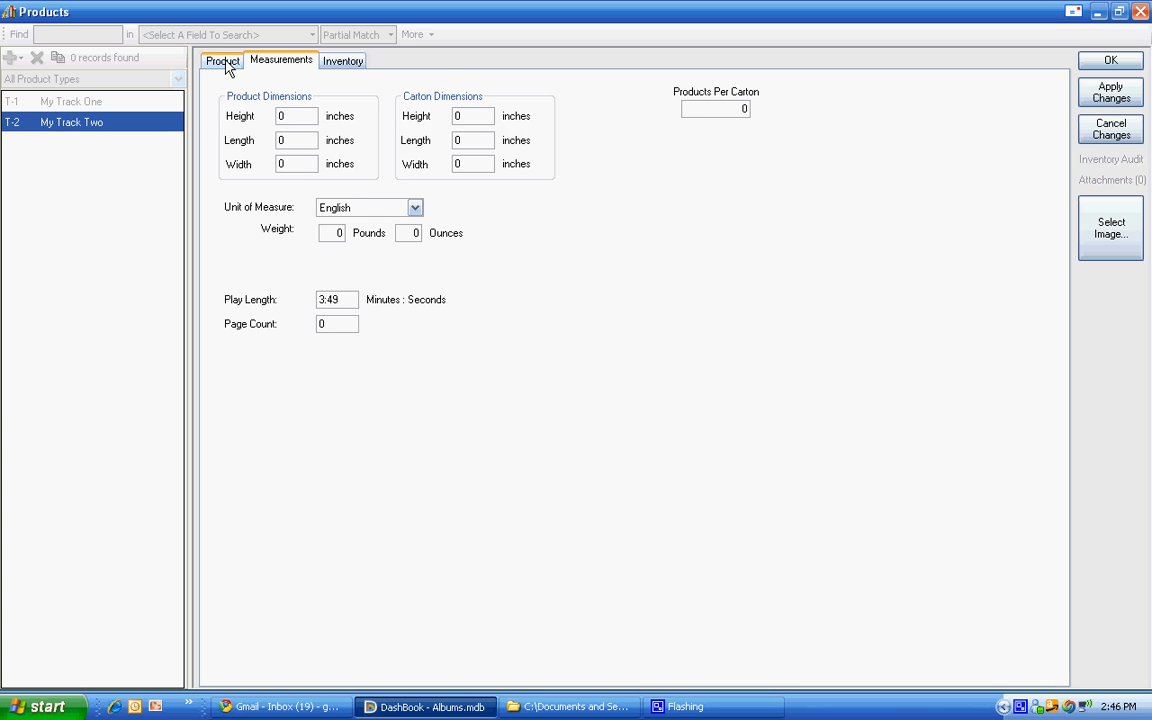 Products
Find in <Select A Field To Search> Partial Match More
0 records found
All Product Types
T-1 My Track One
T-2 My Track Two
Product Measurements Inventory
Product Dimensions
Height 0 inches
Length 0 inches
Width 0 inches
Carton Dimensions
Height 0 inches
Length 0 inches
Width 0 inches
Products Per Carton
0
Unit of Measure: English
Weight: 0 Pounds 0 Ounces
Play Length: 3:49 Minutes : Seconds
Page Count: 0
OK
Apply
Changes
Cancel
Changes
Inventory Audit
Attachments (0)
Select
Image...
start
Gmail - Inbox (19) - g...
DashBook - Albums.mdb
C:\Documents and Se...
Flashing
2:46 PM